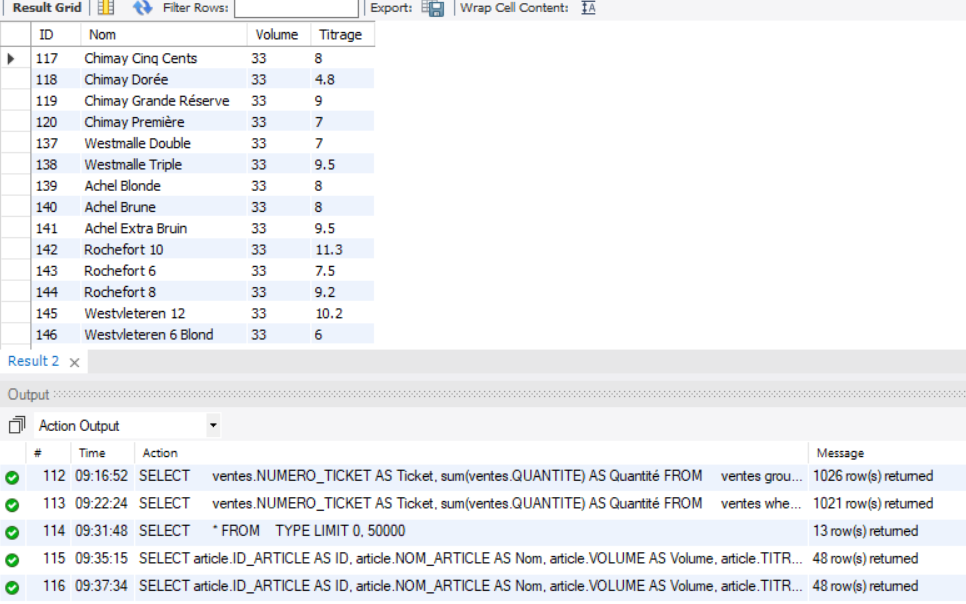 Result Grid Filter Rows: Export: Wrap Cell Content:
ID Nom Volume Titrage
117 Chimay Cinq Cents 33 8
118 Chimay Dorée 33 4.8
119 Chimay Grande Réserve 33 9
120 Chimay Première 33 7
137 Westmalle Double 33 7
138 Westmalle Triple 33 9.5
139 Achel Blonde 33 8
140 Achel Brune 33 8
141 Achel Extra Bruin 33 9.5
142 Rochefort 10 33 11.3
143 Rochefort 6 33 7.5
144 Rochefort 8 33 9.2
145 Westvleteren 12 33 10.2
146 Westvleteren 6 Blond 33 6
Result 2 ×
Output
Action Output
# Time Action Message
112 09:16:52 SELECT ventes.NUMERO_TICKET AS Ticket, sum(ventes.QUANTITE) AS Quantité FROM ventes grou... 1026 row(s) returned
113 09:22:24 SELECT ventes.NUMERO_TICKET AS Ticket, sum(ventes.QUANTITE) AS Quantité FROM ventes whe... 1021 row(s) returned
114 09:31:48 SELECT * FROM TYPE LIMIT 0, 50000 13 row(s) returned
115 09:35:15 SELECT article.ID_ARTICLE AS ID, article.NOM_ARTICLE AS Nom, article.VOLUME AS Volume, article.TITR... 48 row(s) returned
116 09:37:34 SELECT article.ID_ARTICLE AS ID, article.NOM_ARTICLE AS Nom, article.VOLUME AS Volume, article.TITR... 48 row(s) returned